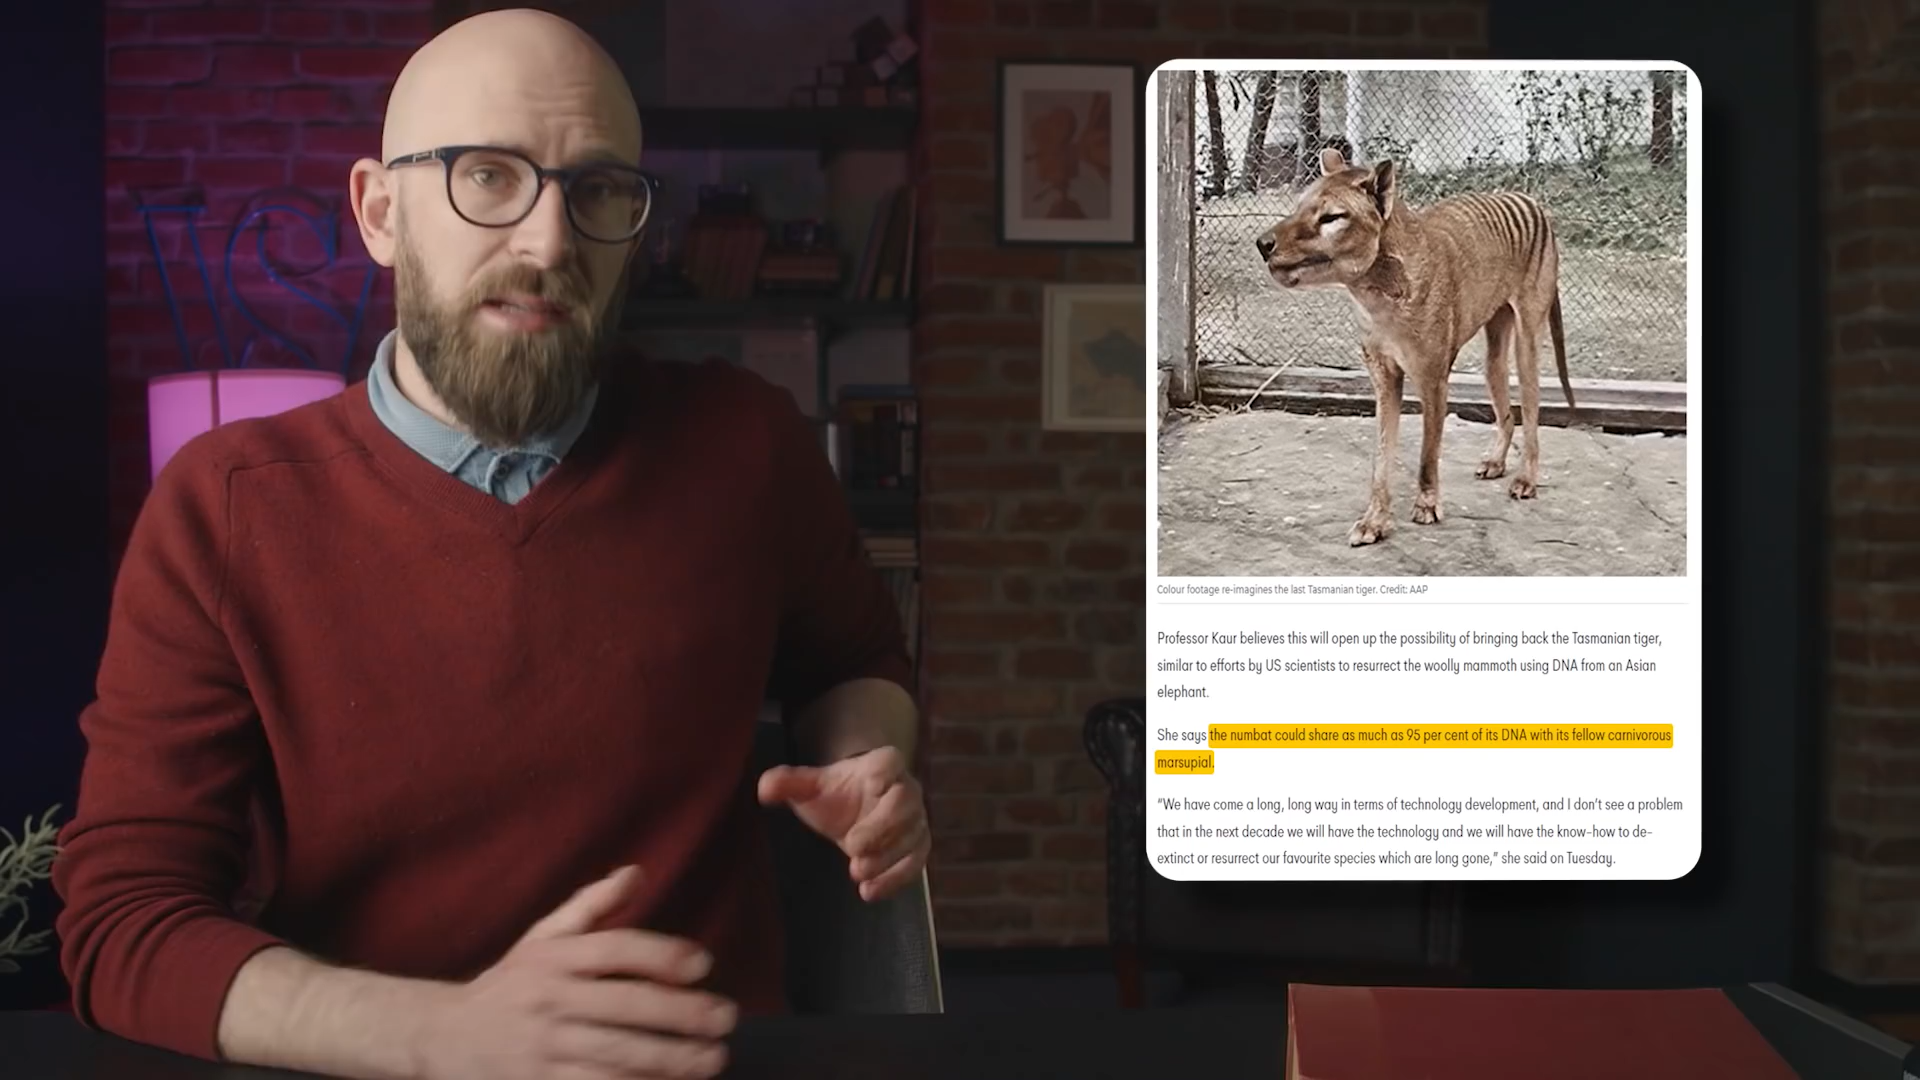 Colour footage re-imagines the last Tasmanian tiger. Credit: AAP
Professor Kaur believes this will open up the possibility of bringing back the Tasmanian tiger,
similar to efforts by US scientists to resurrect the woolly mammoth using DNA from an Asian
elephant.
She says the numbat could share as much as 95 per cent of its DNA with its fellow carnivorous
marsupial.
“We have come a long, long way in terms of technology development, and I don’t see a problem
that in the next decade we will have the technology and we will have the know-how to de-
extinct or resurrect our favourite species which are long gone,” she said on Tuesday.